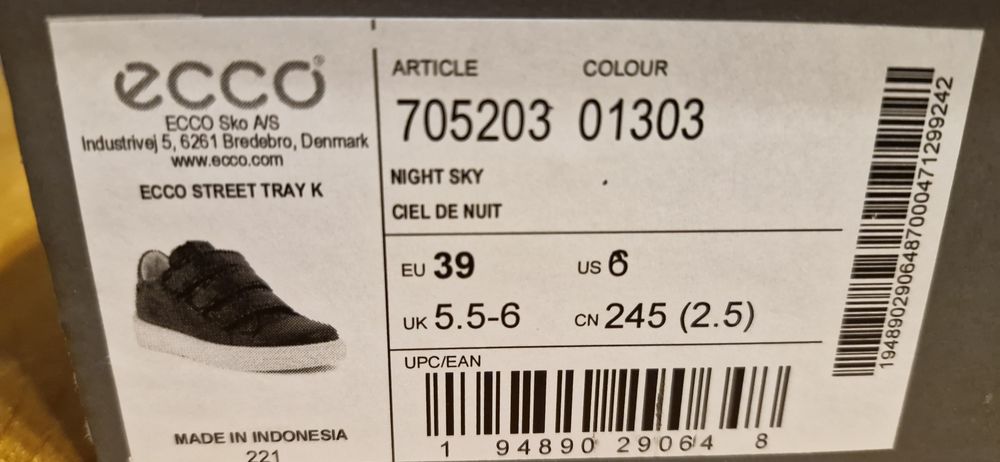 ecco
ECCO Sko A/S
Industrivej 5, 6261 Bredebro, Denmark
www.ecco.com
ECCO STREET TRAY K
MADE IN INDONESIA
221
ARTICLE COLOUR
705203 01303
NIGHT SKY
CIEL DE NUIT
EU 39 US 6
UK 5.5-6 CN 245 (2.5)
UPC/EAN
1 94890 29064 8
194890290648700047129924​2